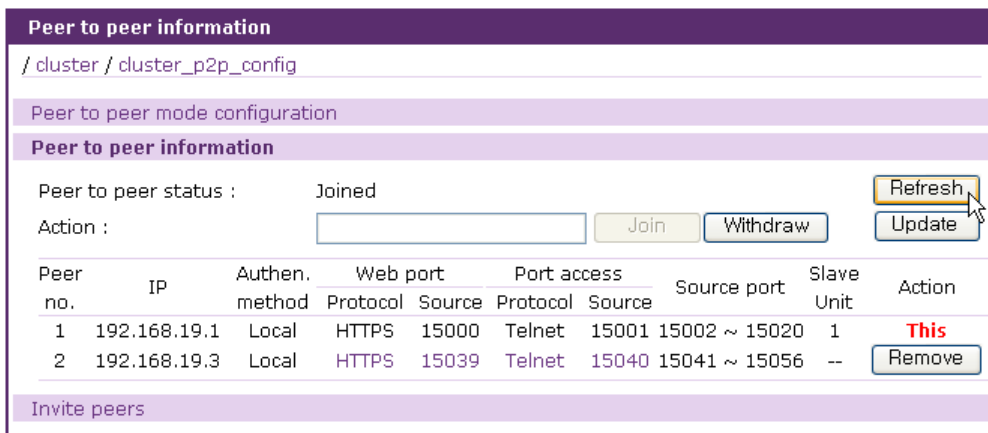 Peer to peer information
/ cluster / cluster_p2p_config
Peer to peer mode configuration
Peer to peer information
Peer to peer status : Joined Refresh
Action : Join Withdraw Update
Peer no. IP Authen. method Web port Port access Source port Slave Unit Action
Protocol Source Protocol Source
1 192.168.19.1 Local HTTPS 15000 Telnet 15001 15002 ~ 15020 1 This
2 192.168.19.3 Local HTTPS 15039 Telnet 15040 15041 ~ 15056 -- Remove
Invite peers